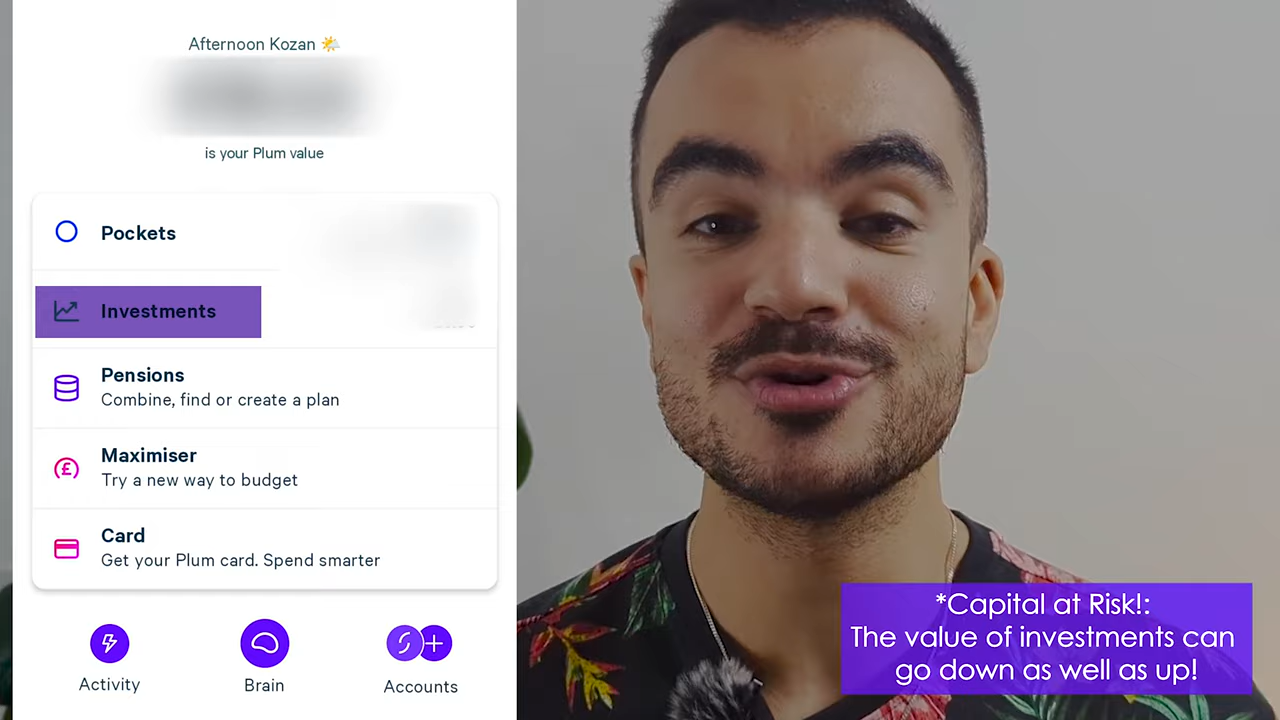 Afternoon Kozan 🌤️
is your Plum value
Pockets
Investments
Pensions
Combine, find or create a plan
Maximiser
Try a new way to budget
Card
Get your Plum card. Spend smarter
Activity
Brain
Accounts
*Capital at Risk!:
The value of investments can
go down as well as up!